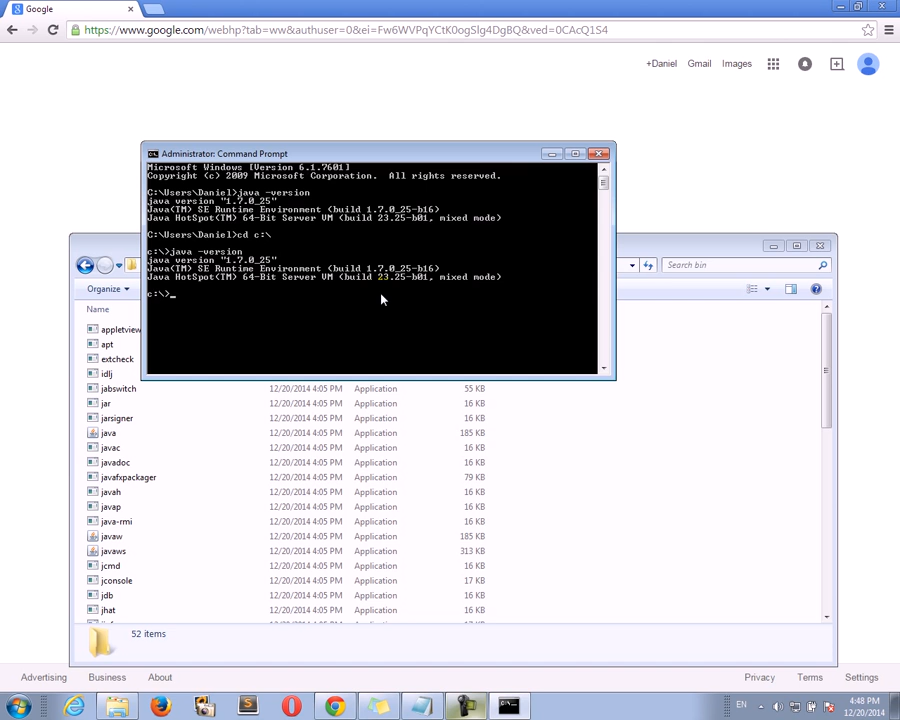 Google
https://www.google.com/webhp?tab=ww&authuser=0&ei=Fw6WVPqYCtK0ogSlg4DgBQ&ved=0CAcQ1S4
+Daniel Gmail Images
Administrator: Command Prompt
Microsoft Windows [Version 6.1.7601]
Copyright (c) 2009 Microsoft Corporation. All rights reserved.
C:\Users\Daniel>java -version
java version "1.7.0_25"
Java(TM) SE Runtime Environment (build 1.7.0_25-b16)
Java HotSpot(TM) 64-Bit Server VM (build 23.25-b01, mixed mode)
C:\Users\Daniel>cd c:\
c:\>java -version
java version "1.7.0_25"
Java(TM) SE Runtime Environment (build 1.7.0_25-b16)
Java HotSpot(TM) 64-Bit Server VM (build 23.25-b01, mixed mode)
c:\>_
Search bin
Organize
Name
appletview
apt
extcheck
idlj
jabswitch 12/20/2014 4:05 PM Application 55 KB
jar 12/20/2014 4:05 PM Application 16 KB
jarsigner 12/20/2014 4:05 PM Application 16 KB
java 12/20/2014 4:05 PM Application 185 KB
javac 12/20/2014 4:05 PM Application 16 KB
javadoc 12/20/2014 4:05 PM Application 16 KB
javafxpackager 12/20/2014 4:05 PM Application 79 KB
javah 12/20/2014 4:05 PM Application 16 KB
javap 12/20/2014 4:05 PM Application 16 KB
java-rmi 12/20/2014 4:05 PM Application 16 KB
javaw 12/20/2014 4:05 PM Application 185 KB
javaws 12/20/2014 4:05 PM Application 313 KB
jcmd 12/20/2014 4:05 PM Application 16 KB
jconsole 12/20/2014 4:05 PM Application 17 KB
jdb 12/20/2014 4:05 PM Application 16 KB
jhat 12/20/2014 4:05 PM Application 16 KB
52 items
Advertising Business About Privacy Terms Settings
EN 4:48 PM
12/20/2014